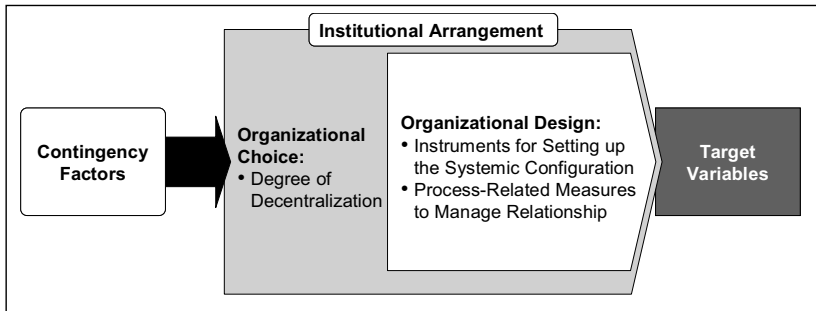 Institutional Arrangement
Contingency
Factors
Organizational
Choice:
• Degree of
Decentralization
Organizational Design:
• Instruments for Setting up
the Systemic Configuration
• Process-Related Measures
to Manage Relationship
Target
Variables